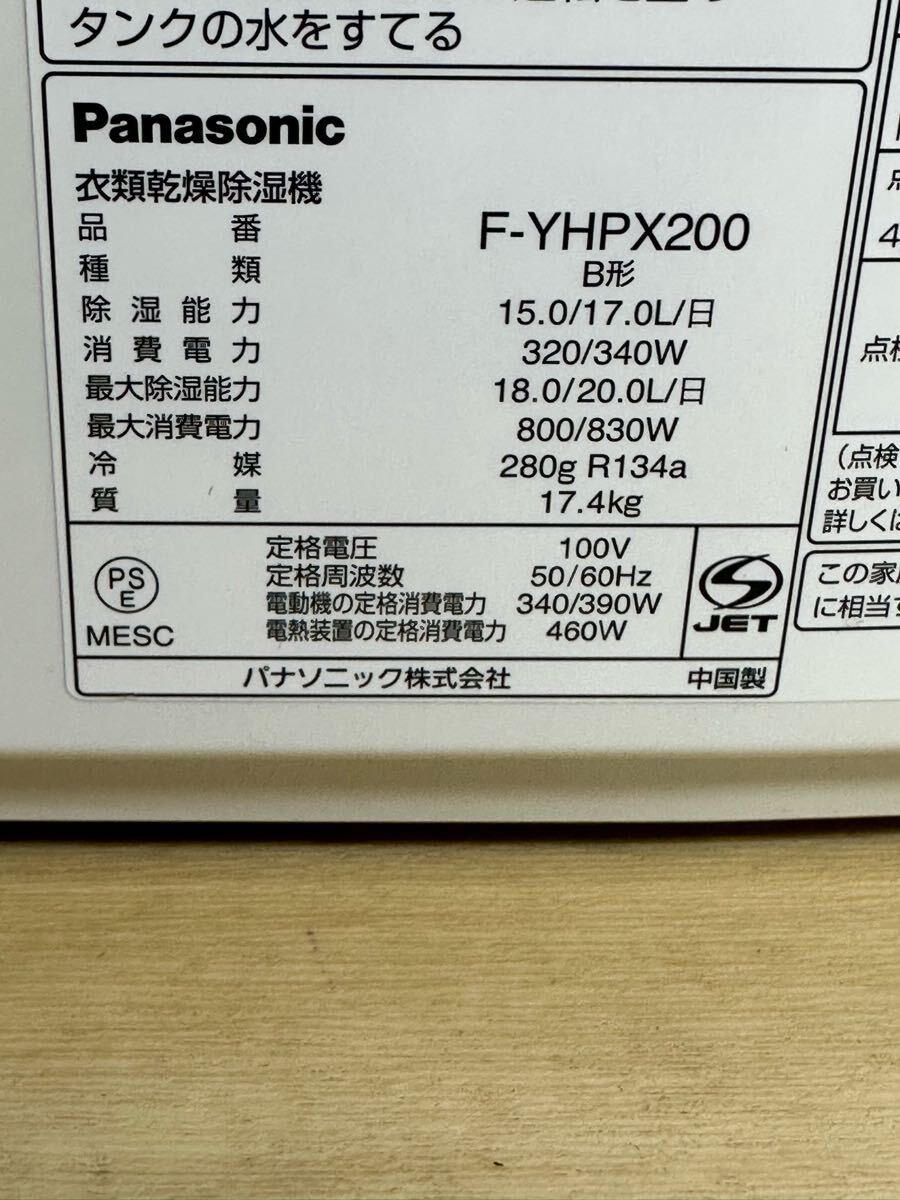 タンクの水をすてる
Panasonic
衣類乾燥除湿機
品番 F-YHPX200
種類 B形
除湿能力 15.0/17.0L/日
消費電力 320/340W
最大除湿能力 18.0/20.0L/日
最大消費電力 800/830W
冷媒 280g R134a
質量 17.4kg
PS
E
MESC
定格電圧 100V
定格周波数 50/60Hz
電動機の定格消費電力 340/390W
電熱装置の定格消費電力 460W
JET
パナソニック株式会社 中国製
4
点検
(点検
お買い
詳しくは
この家
に相当す